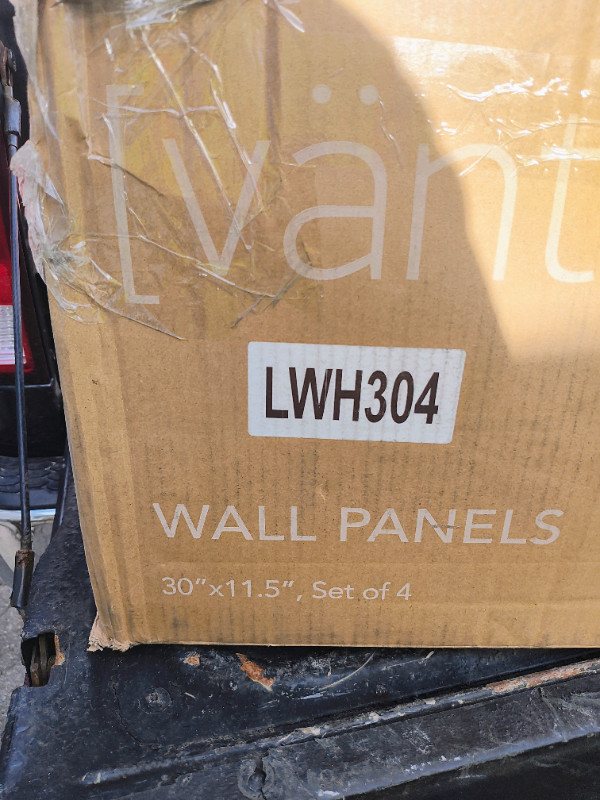 [vänt
LWH304
WALL PANELS
30"x11.5", Set of 4